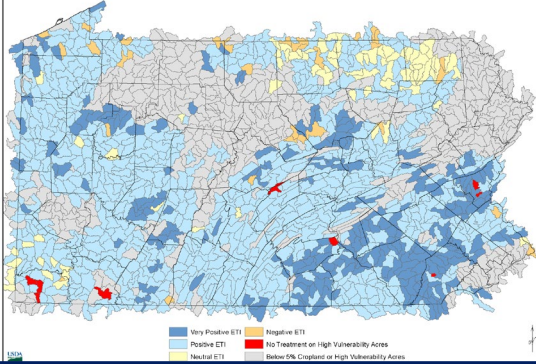 Very Positive ETI
Positive ETI
Neutral ETI
Negative ETI
No Treatment on High Vulnerability Acres
Below 5% Cropland or High Vulnerability Acres
USDA